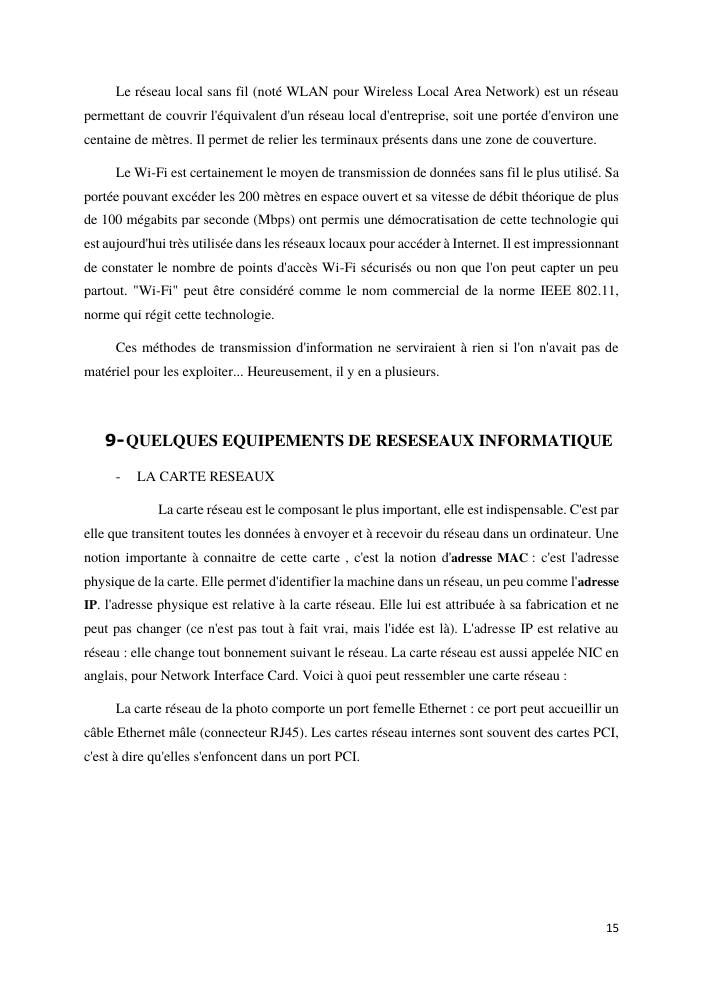 Le réseau local sans fil (noté WLAN pour Wireless Local Area Network) est un réseau
permettant de couvrir l'équivalent d'un réseau local d'entreprise, soit une portée d'environ une
centaine de mètres. Il permet de relier les terminaux présents dans une zone de couverture.
Le Wi-Fi est certainement le moyen de transmission de données sans fil le plus utilisé. Sa
portée pouvant excéder les 200 mètres en espace ouvert et sa vitesse de débit théorique de plus
de 100 mégabits par seconde (Mbps) ont permis une démocratisation de cette technologie qui
est aujourd'hui très utilisée dans les réseaux locaux pour accéder à Internet. Il est impressionnant
de constater le nombre de points d'accès Wi-Fi sécurisés ou non que l'on peut capter un peu
partout. "Wi-Fi" peut être considéré comme le nom commercial de la norme IEEE 802.11,
norme qui régit cette technologie.
Ces méthodes de transmission d'information ne serviraient à rien si l'on n'avait pas de
matériel pour les exploiter... Heureusement, il y en a plusieurs.
9-QUELQUES EQUIPEMENTS DE RESESEAUX INFORMATIQUE
- LA CARTE RESEAUX
La carte réseau est le composant le plus important, elle est indispensable. C'est par
elle que transitent toutes les données à envoyer et à recevoir du réseau dans un ordinateur. Une
notion importante à connaitre de cette carte , c'est la notion d'adresse MAC : c'est l'adresse
physique de la carte. Elle permet d'identifier la machine dans un réseau, un peu comme l'adresse
IP. l'adresse physique est relative à la carte réseau. Elle lui est attribuée à sa fabrication et ne
peut pas changer (ce n'est pas tout à fait vrai, mais l'idée est là). L'adresse IP est relative au
réseau : elle change tout bonnement suivant le réseau. La carte réseau est aussi appelée NIC en
anglais, pour Network Interface Card. Voici à quoi peut ressembler une carte réseau :
La carte réseau de la photo comporte un port femelle Ethernet : ce port peut accueillir un
câble Ethernet mâle (connecteur RJ45). Les cartes réseau internes sont souvent des cartes PCI,
c'est à dire qu'elles s'enfoncent dans un port PCI.
15